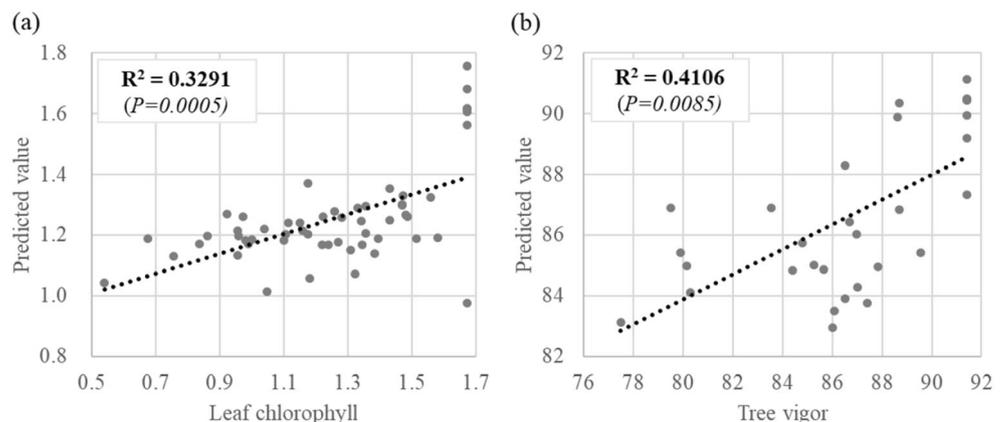 (a)
R² = 0.3291
(P=0.0005)
Predicted value
1.8
1.6
1.4
1.2
1.0
0.8
0.5 0.7 0.9 1.1 1.3 1.5 1.7
Leaf chlorophyll
(b)
R² = 0.4106
(P=0.0085)
Predicted value
92
90
88
86
84
82
76 78 80 82 84 86 88 90 92
Tree vigor